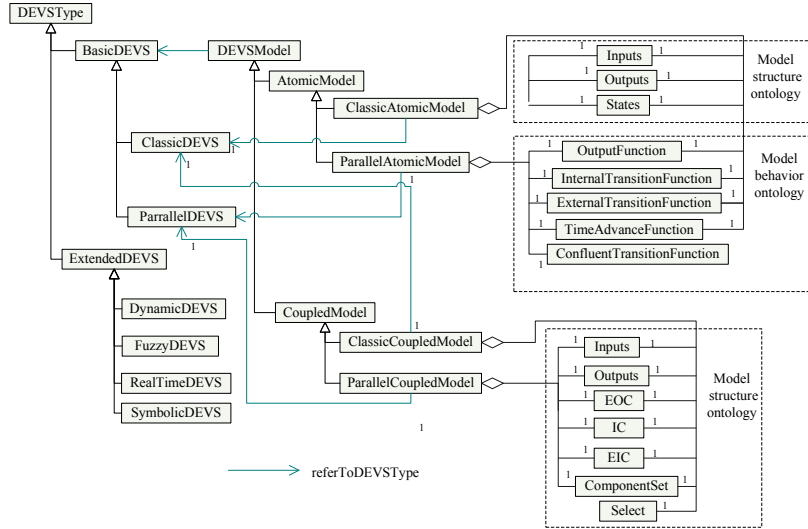 DEVSType
BasicDEVS
DEVSModel
AtomicModel
ClassicAtomicModel
ClassicDEVS
1
ParallelAtomicModel
1
1
ParrallelDEVS
1
ExtendedDEVS
DynamicDEVS
FuzzyDEVS
RealTimeDEVS
SymbolicDEVS
CoupledModel
1
ClassicCoupledModel
ParallelCoupledModel
1
referToDEVSType
1 Inputs 1
1 Outputs 1
1 States 1
Model
structure
ontology
1 OutputFunction 1
1 InternalTransitionFunction 1
1 ExternalTransitionFunction 1
1 TimeAdvanceFunction 1
1 ConfluentTransitionFunction
Model
behavior
ontology
1 Inputs 1
1 Outputs 1
1 EOC 1
1 IC 1
1 EIC 1
1 ComponentSet 1
Select 1
Model
structure
ontology